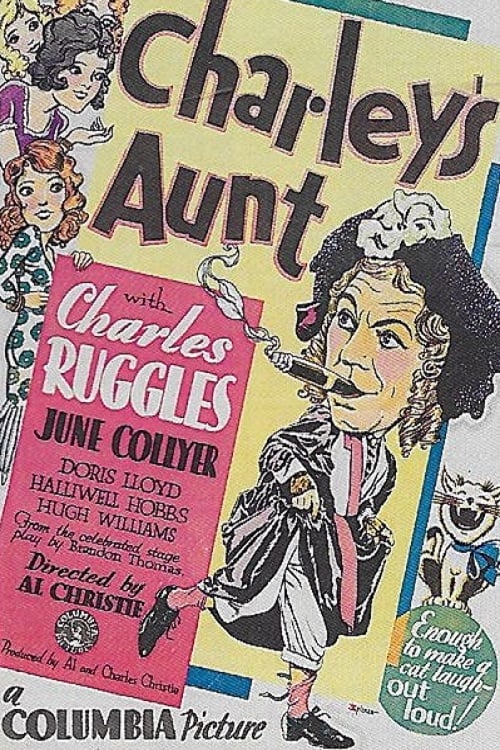 Charley's
Aunt
with
Charles
RUGGLES
JUNE COLLYER
DORIS LLOYD
HALLIWELL HOBBS
HUGH WILLIAMS
From the celebrated stage
play by Brandon Thomas.
Directed by
AL CHRISTIE
COLUMBIA
Produced by Al and Charles Christie
a
COLUMBIA Picture
Enough
to make a
cat laugh-
out
loud!